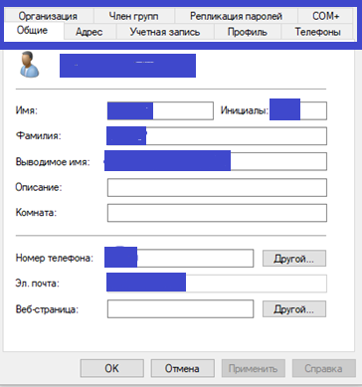 Организация Член групп Репликация паролей COM+
Общие Адрес Учетная запись Профиль Телефоны
Имя: Инициалы:
Фамилия:
Выводимое имя:
Описание:
Комната:
Номер телефона: Другой...
Эл. почта:
Веб-страница: Другой...
OK Отмена Применить Справка